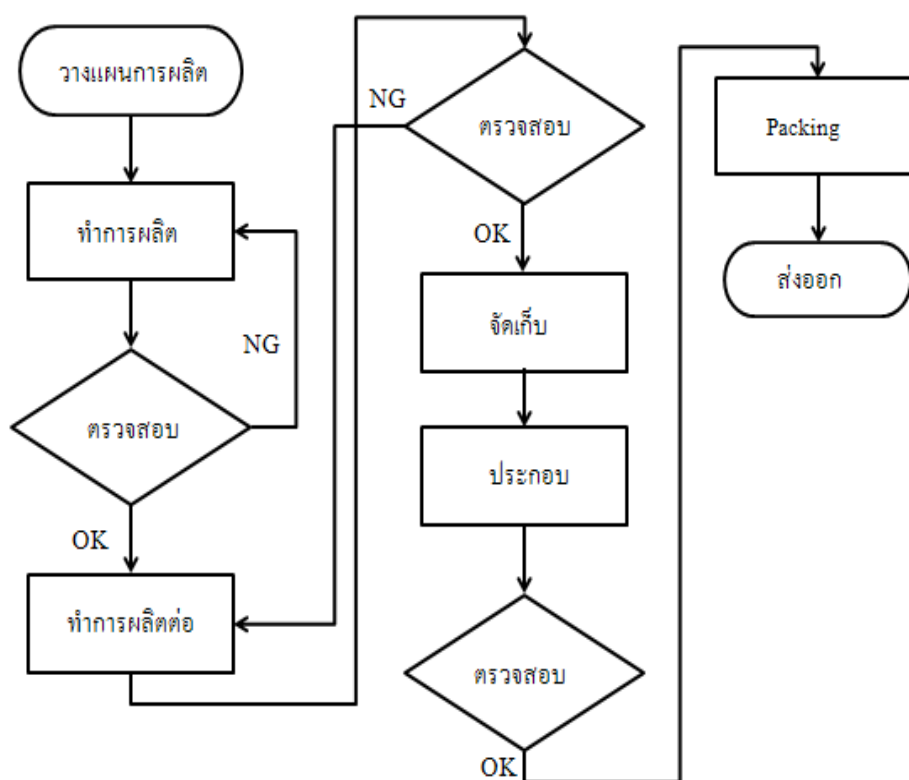 วางแผนการผลิต
ทำการผลิต
NG
ตรวจสอบ
OK
ทำการผลิตต่อ
NG
ตรวจสอบ
OK
จัดเก็บ
ประกอบ
ตรวจสอบ
OK
Packing
ส่งออก